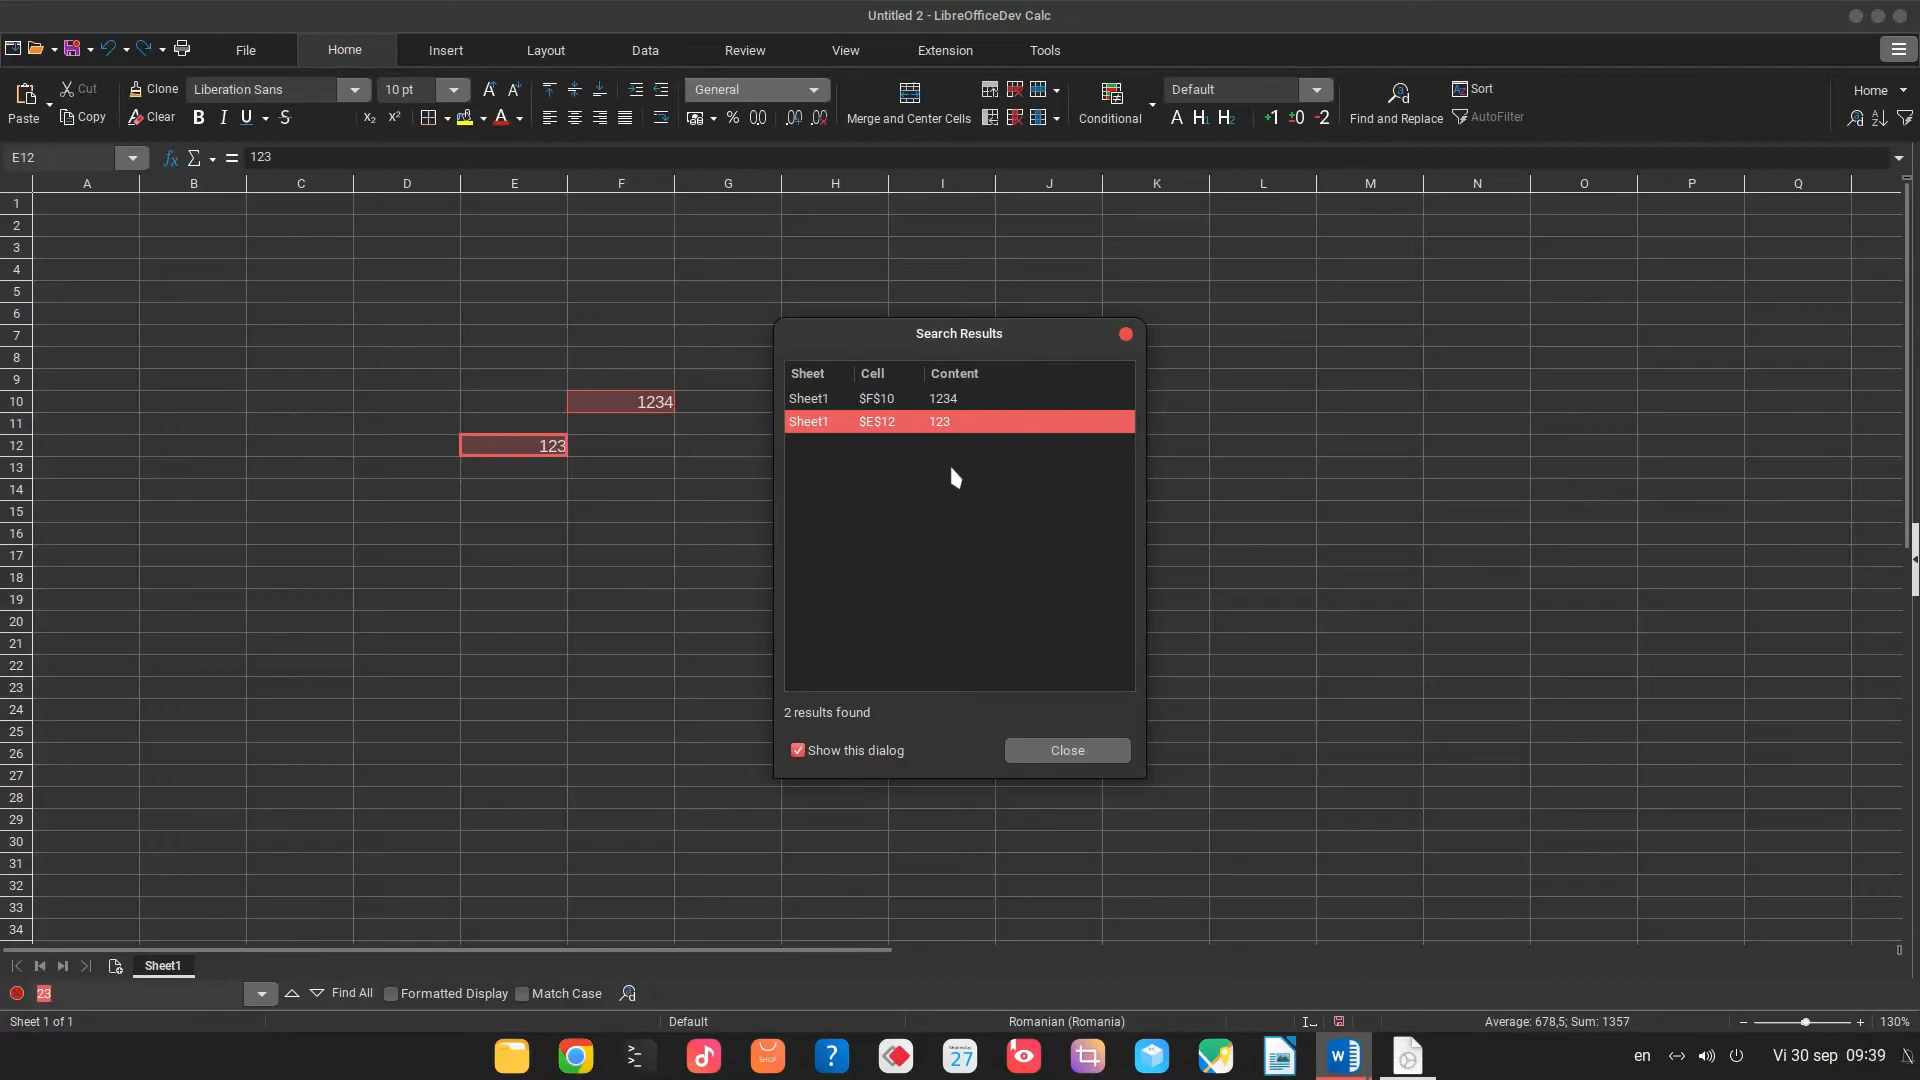 Untitled 2 - LibreOfficeDev Calc
File Home Insert Layout Data Review View Extension Tools
Paste Cut Copy Clone Clear Liberation Sans 10 pt General Merge and Center Cells Conditional Default Find and Replace Sort AutoFilter Home
E12 123
A B C D E F G H I J K L M N O P Q
1
2
3
4
5
6
7
8
9
10 1234
11
12 123
13
14
15
16
17
18
19
20
21
22
23
24
25
26
27
28
29
30
31
32
33
34
Search Results
Sheet Cell Content
Sheet1 $F$10 1234
Sheet1 $E$12 123
2 results found
Show this dialog Close
Sheet1
23 Find All Formatted Display Match Case
Sheet 1 of 1 Default Romanian (Romania) Average: 678,5; Sum: 1357 130%
SHOP ? 27 W en Vi 30 sep 09:39